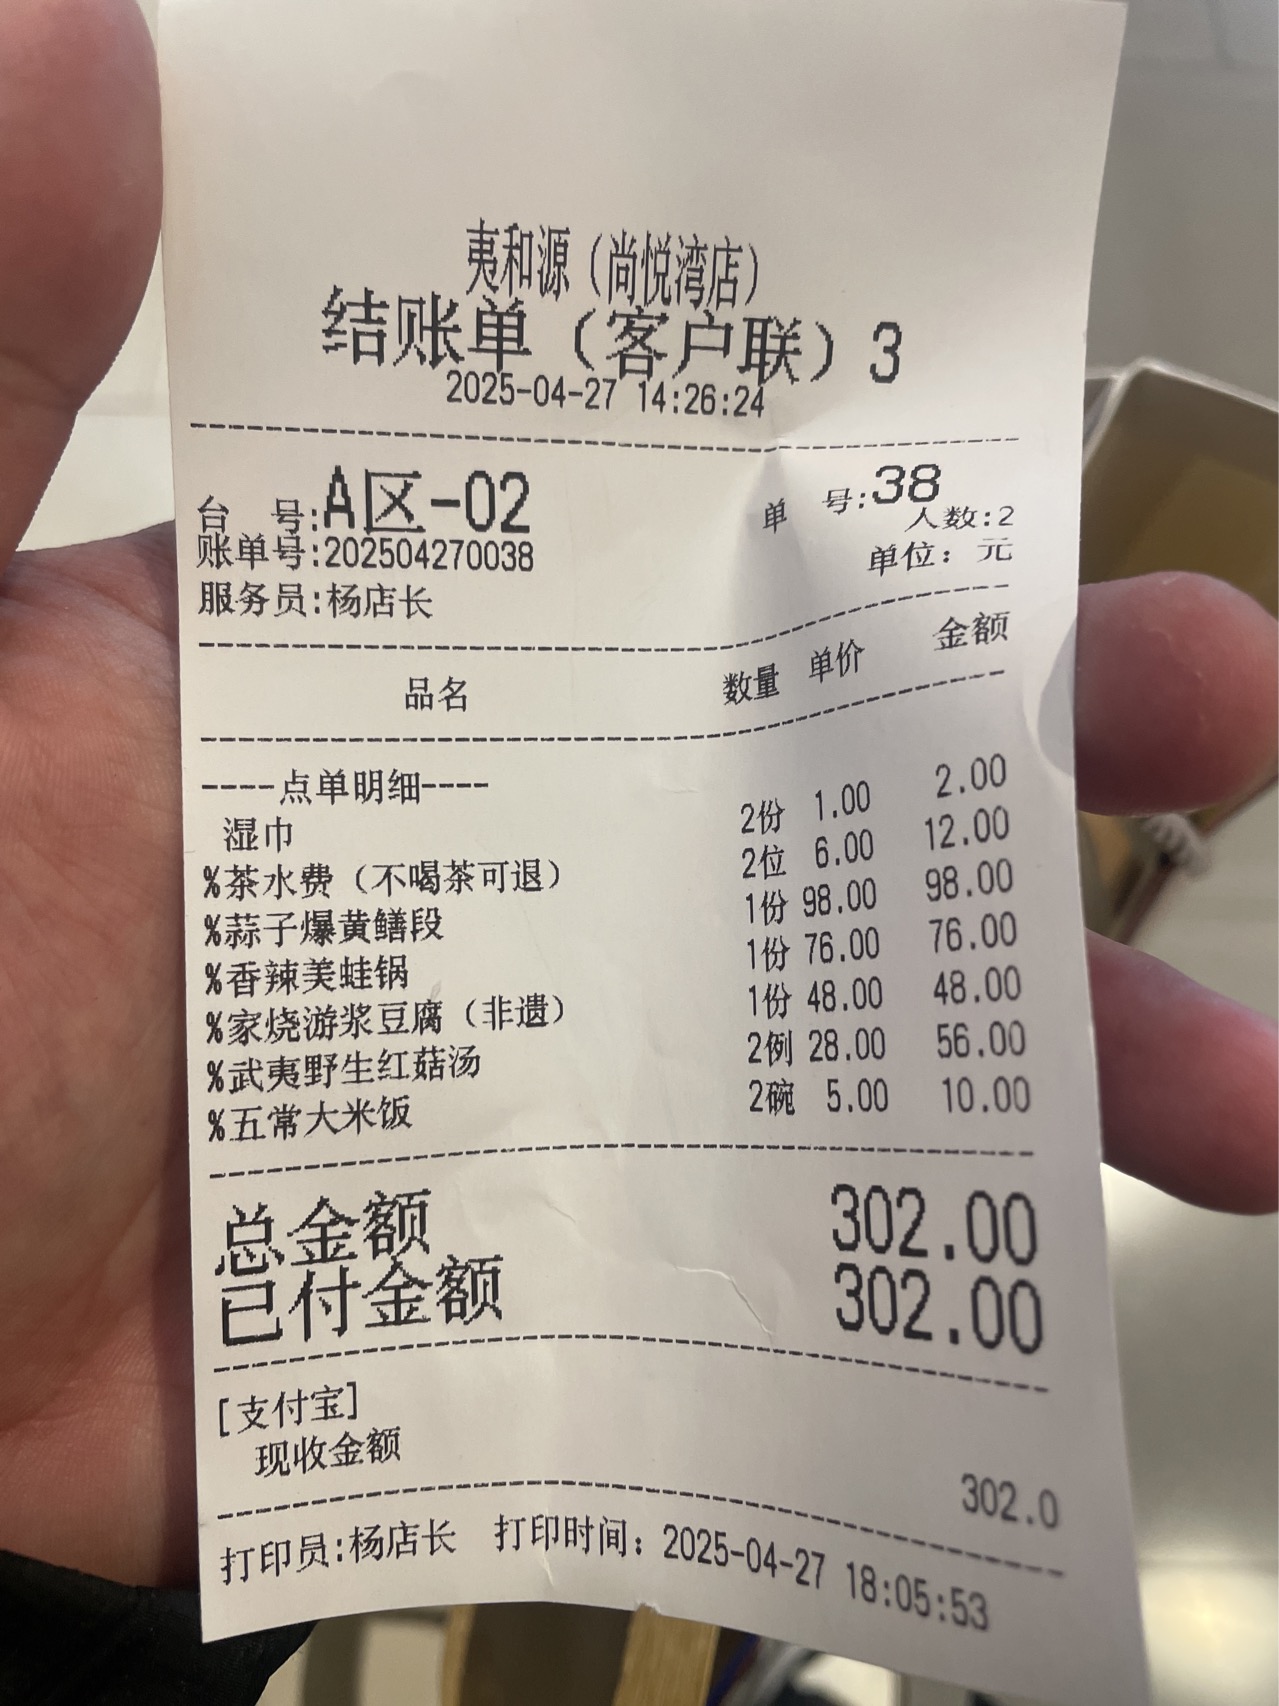 夷和源（尚悦湾店）
结账单（客户联）3
2025-04-27 14:26:24
台 号:A区-02 单 号:38
人数:2
账单号:202504270038 单位：元
服务员:杨店长
品名 数量 单价 金额
----点单明细----
湿巾 2份 1.00 2.00
%茶水费（不喝茶可退） 2位 6.00 12.00
%蒜子爆黄鳝段 1份 98.00 98.00
%香辣美蛙锅 1份 76.00 76.00
%家烧游浆豆腐（非遗） 1份 48.00 48.00
%武夷野生红菇汤 2例 28.00 56.00
%五常大米饭 2碗 5.00 10.00
总金额 302.00
已付金额 302.00
[支付宝]
现收金额 302.0
打印员:杨店长 打印时间：2025-04-27 18:05:53